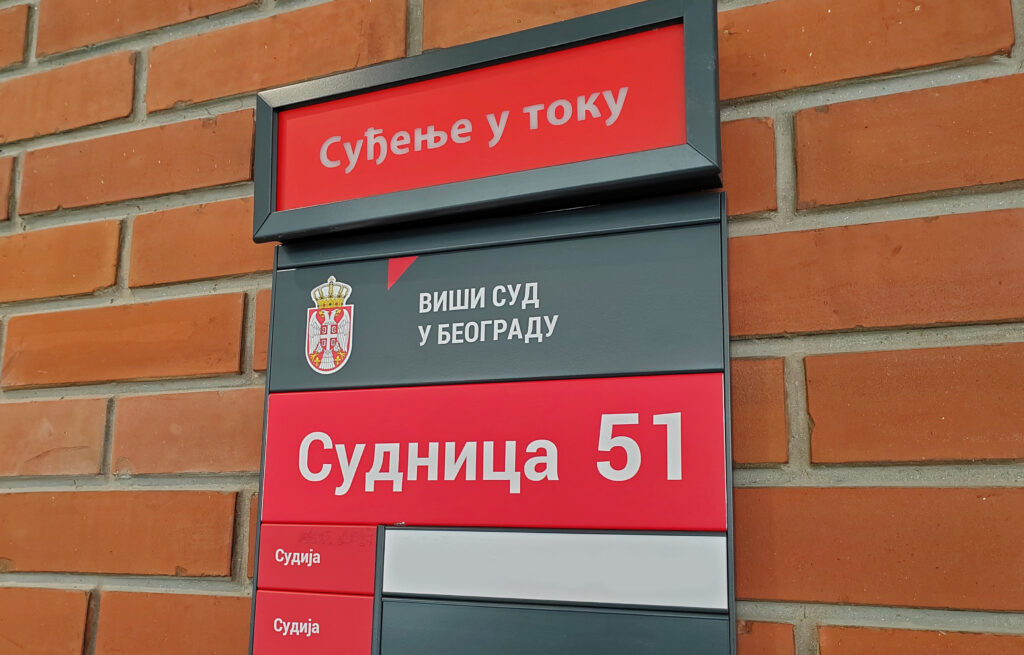 Суђење у току
ВИШИ СУД
У БЕОГРАДУ
Судница 51
Судија
Судија